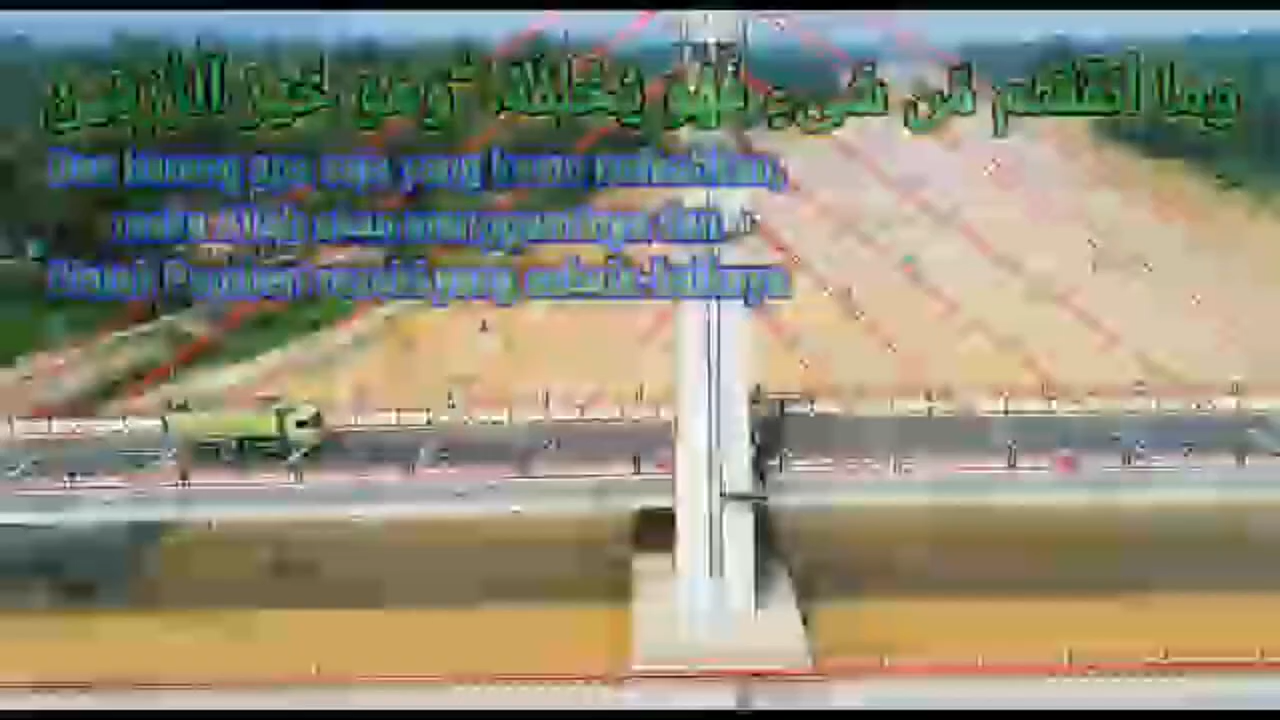 وما أنفقتم من شيء فهو يخلفه وهو خير الرازقين
Dan barang apa saja yang kamu nafkahkan,
maka Allah akan menggantinya dan
Dialah Pemberi rezeki yang sebaik-baiknya.